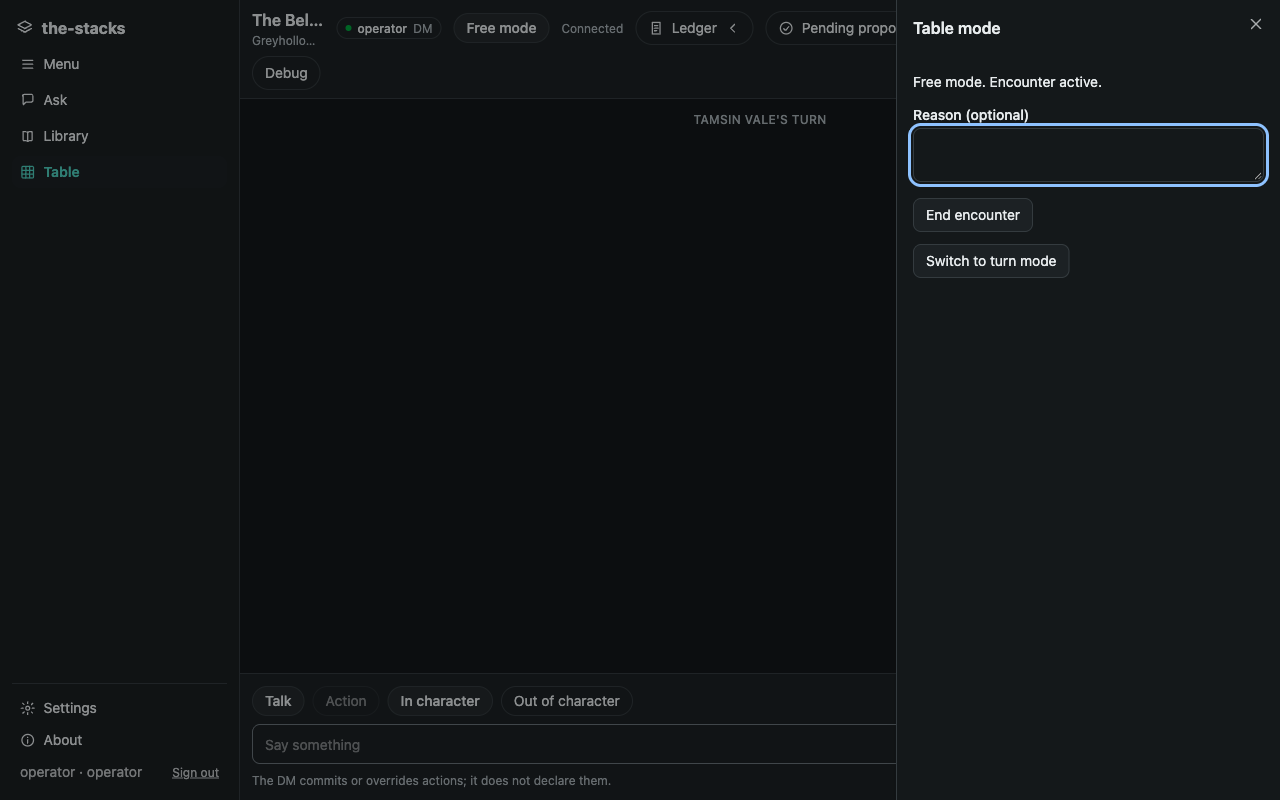 the-stacks
Menu
Ask
Library
Table
Settings
About
operator · operator
Sign out
The Bel...
Greyhollo...
operator DM
Free mode
Connected
Ledger
Pending propo
Debug
TAMSIN VALE'S TURN
Talk
Action
In character
Out of character
Say something
The DM commits or overrides actions; it does not declare them.
Table mode
Free mode. Encounter active.
Reason (optional)
End encounter
Switch to turn mode